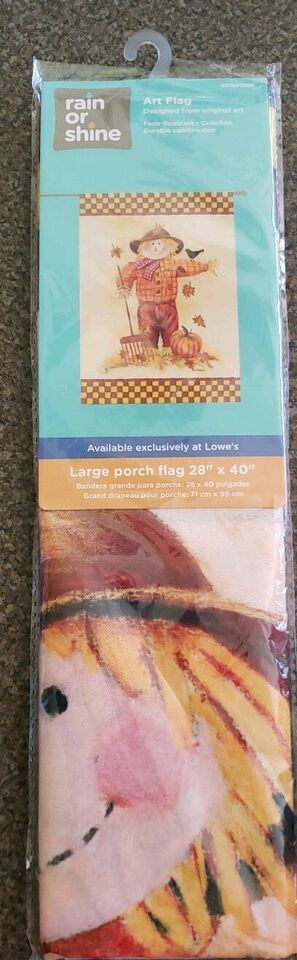 rain
or
shine
Art Flag
Designed from original art
Fade Resistant • Colorfast
Durable construction
Available exclusively at Lowe's
Large porch flag 28" x 40"
Bandera grande para porche: 28 x 40 pulgadas
Grand drapeau pour porche: 71 cm x 99 cm